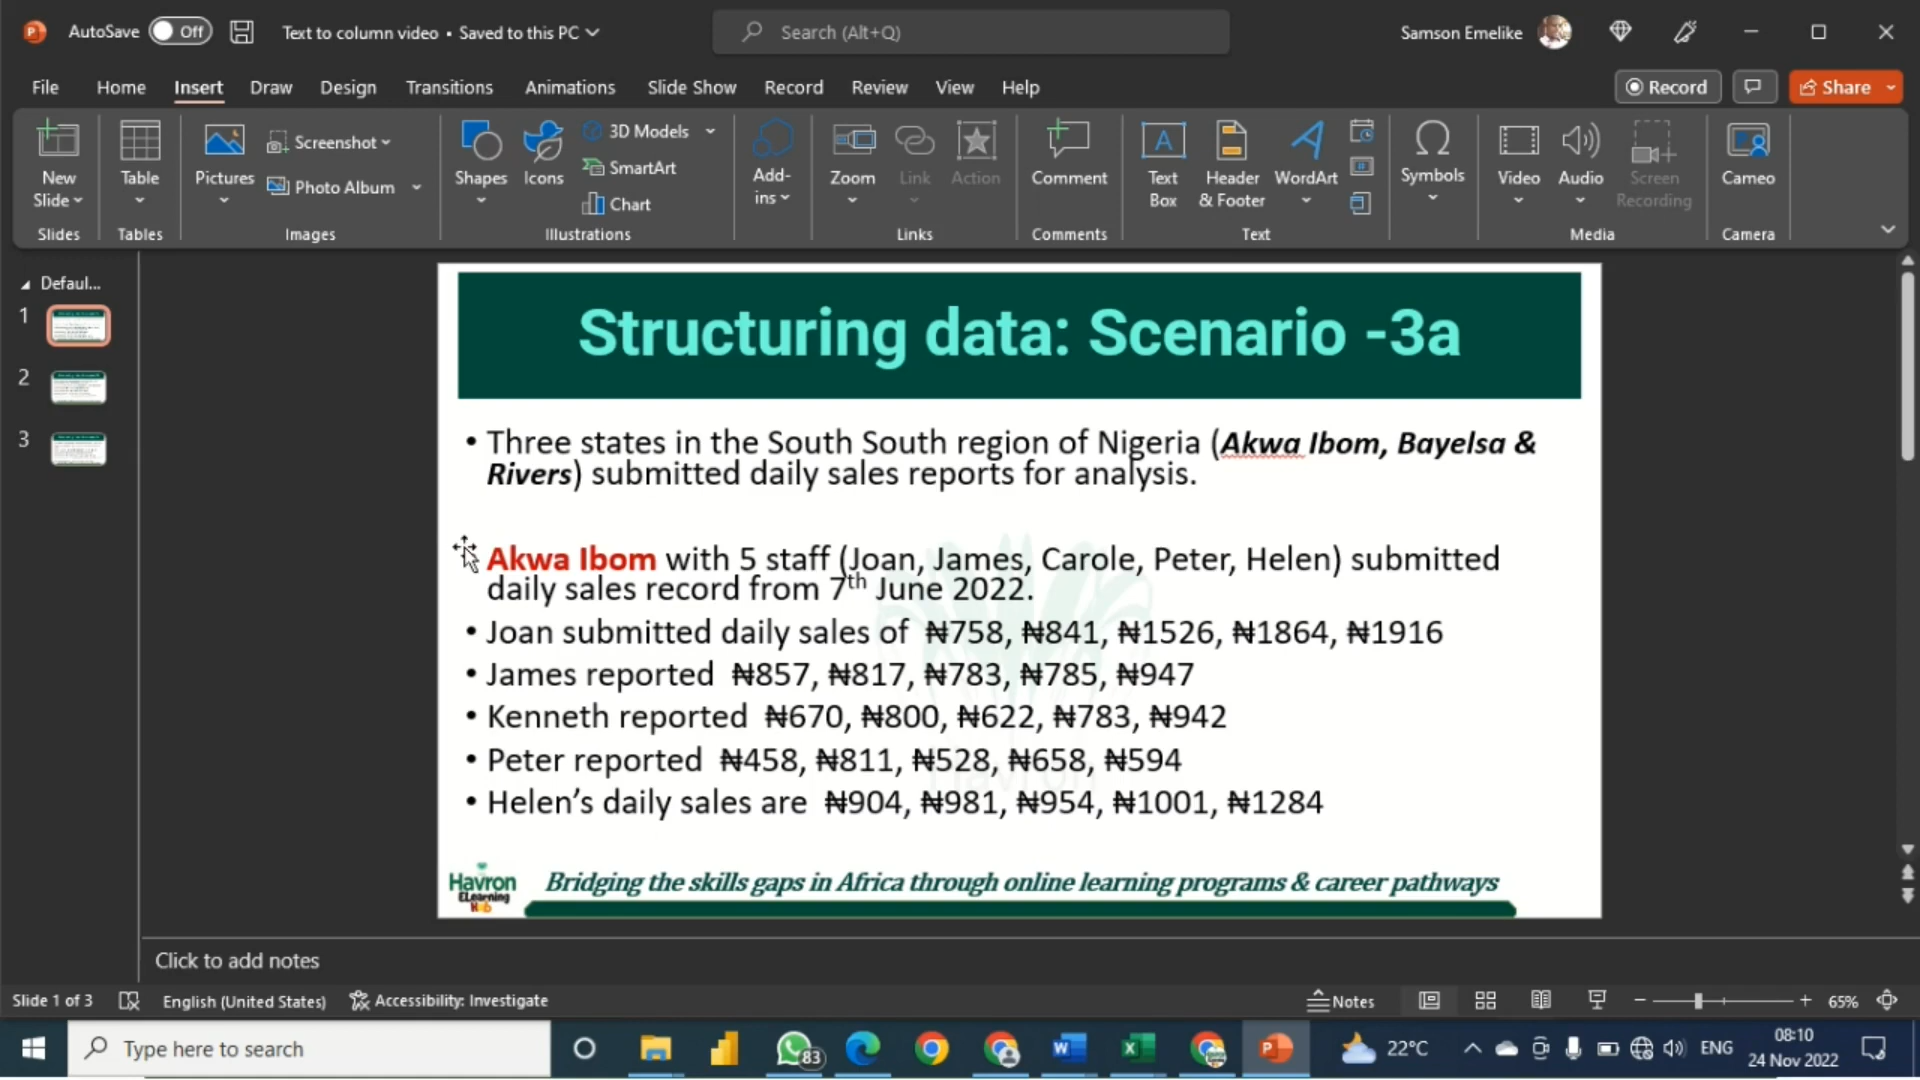 AutoSave Off Text to column video • Saved to this PC Search (Alt+Q) Samson Emelike
File Home Insert Draw Design Transitions Animations Slide Show Record Review View Help Record Share
New Slide Table Pictures Screenshot Photo Album Shapes Icons 3D Models SmartArt Chart Add-ins Zoom Link Action Comment Text Box Header & Footer WordArt Symbols Video Audio Screen Recording Cameo
Slides Tables Images Illustrations Links Comments Text Media Camera
Defaul...
1
2
3
Structuring data: Scenario -3a
• Three states in the South South region of Nigeria (Akwa Ibom, Bayelsa &
Rivers) submitted daily sales reports for analysis.
Akwa Ibom with 5 staff (Joan, James, Carole, Peter, Helen) submitted
daily sales record from 7th June 2022.
• Joan submitted daily sales of ₦758, ₦841, ₦1526, ₦1864, ₦1916
• James reported ₦857, ₦817, ₦783, ₦785, ₦947
• Kenneth reported ₦670, ₦800, ₦622, ₦783, ₦942
• Peter reported ₦458, ₦811, ₦528, ₦658, ₦594
• Helen’s daily sales are ₦904, ₦981, ₦954, ₦1001, ₦1284
Havron
ELearning
Hub
Bridging the skills gaps in Africa through online learning programs & career pathways
Click to add notes
Slide 1 of 3 English (United States) Accessibility: Investigate Notes 65%
Type here to search 83 22°C ENG 08:10
24 Nov 2022